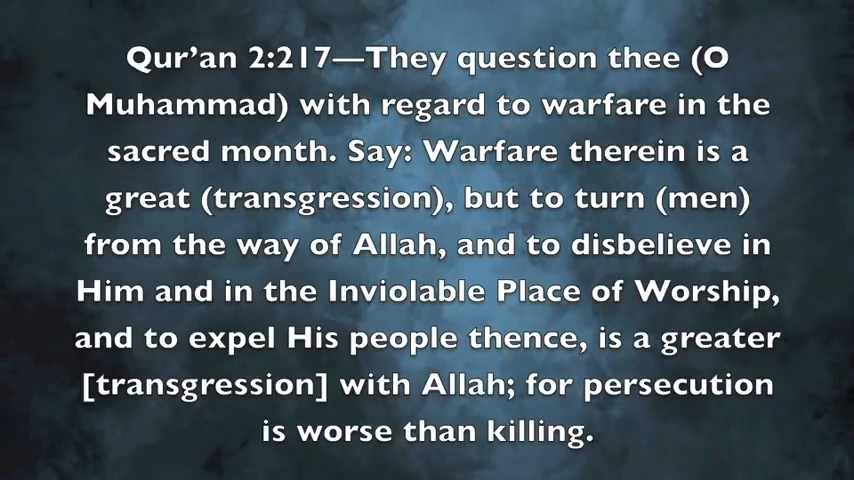 Qur’an 2:217—They question thee (O
Muhammad) with regard to warfare in the
sacred month. Say: Warfare therein is a
great (transgression), but to turn (men)
from the way of Allah, and to disbelieve in
Him and in the Inviolable Place of Worship,
and to expel His people thence, is a greater
[transgression] with Allah; for persecution
is worse than killing.